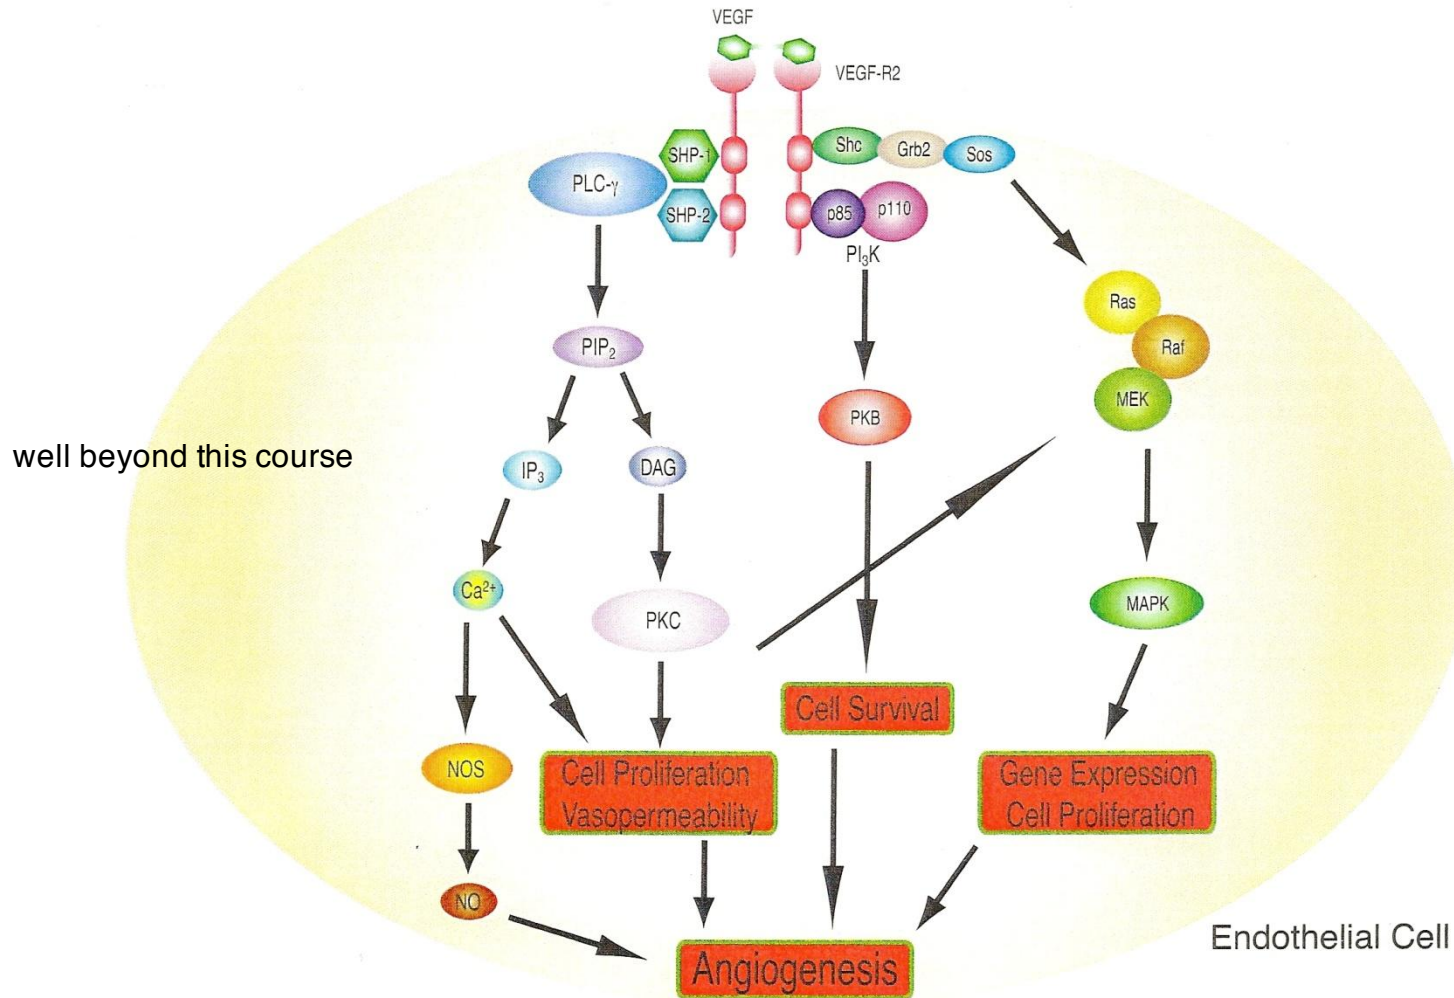 VEGF
VEGF-R2
SHP-1
Shc
Grb2
Sos
PLC-γ
SHP-2
p85
p110
PI₃K
Ras
PIP₂
Raf
MEK
PKB
well beyond this course
IP₃
DAG
Ca²⁺
PKC
MAPK
Cell Survival
NOS
Cell Proliferation
Vasopermeability
Gene Expression
Cell Proliferation
NO
Endothelial Cell
Angiogenesis